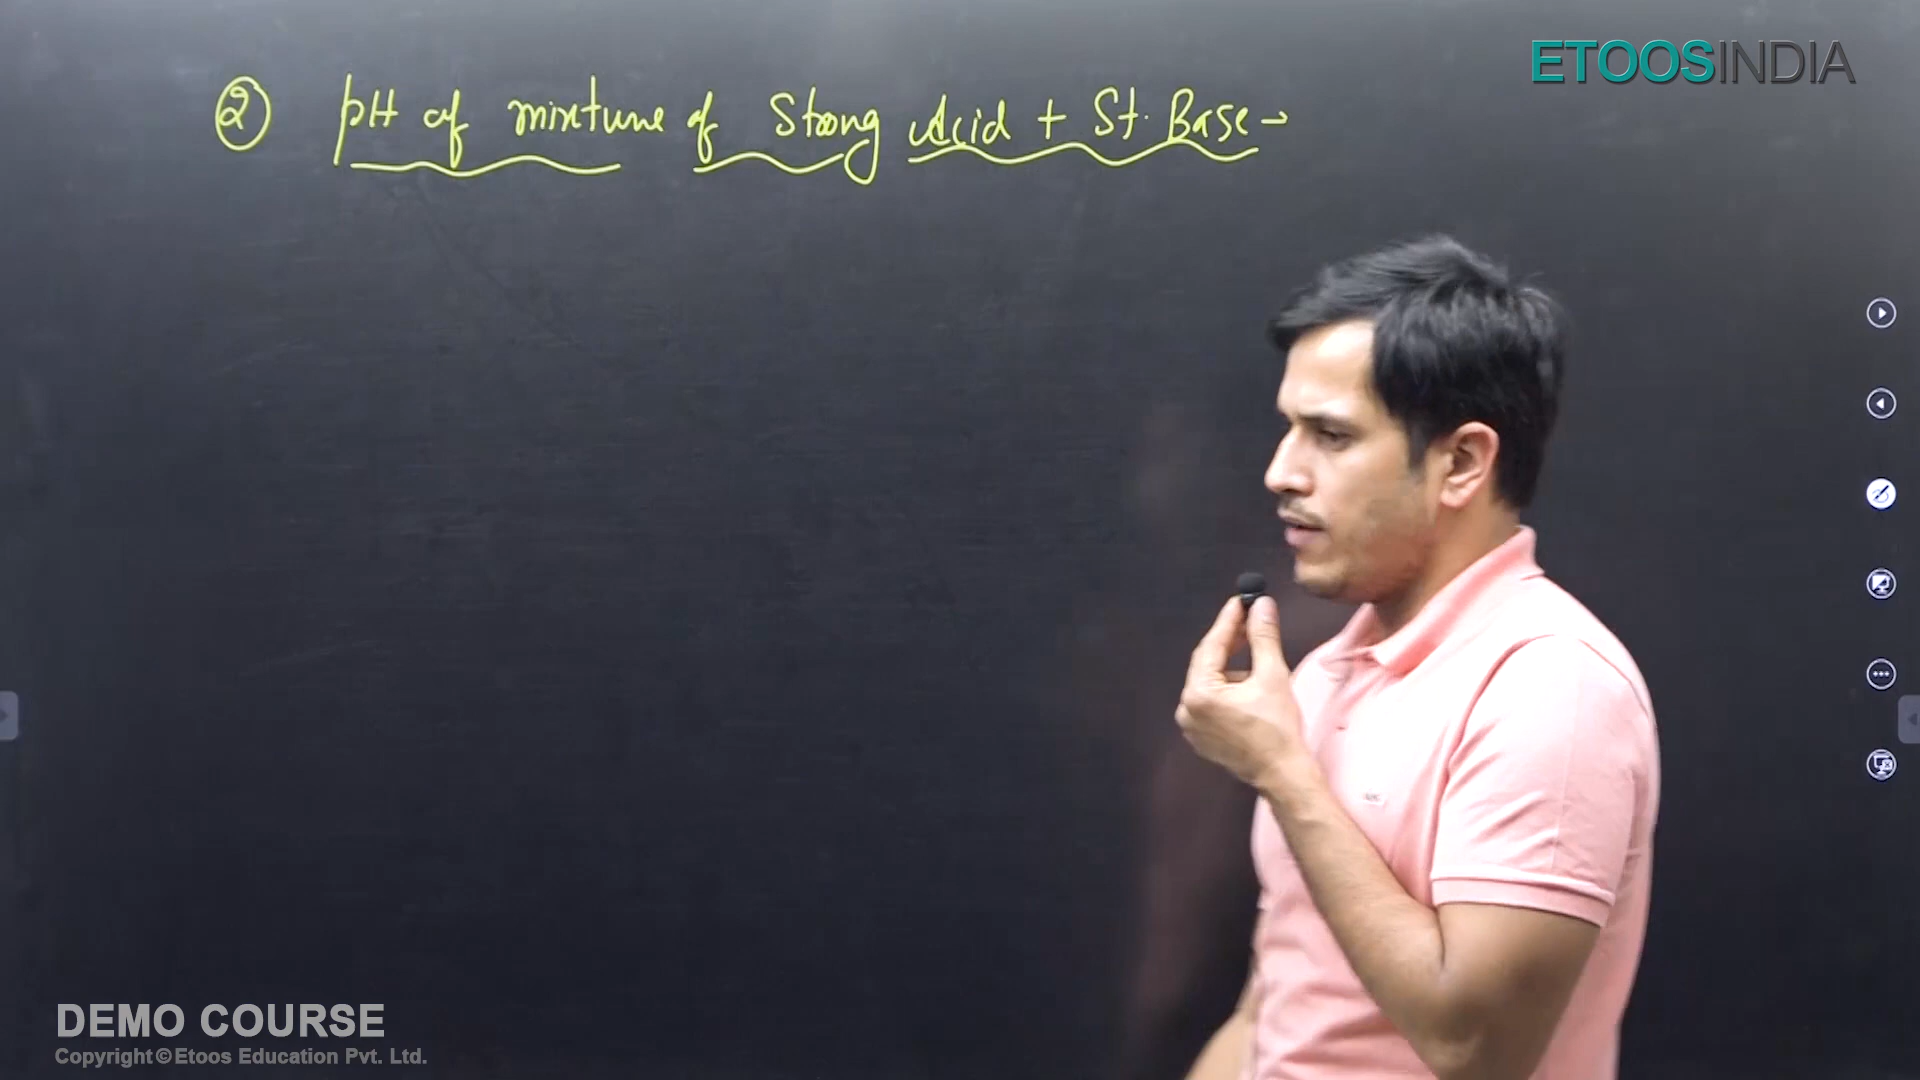 ETOOSINDIA
② pH of mixture of Strong Acid + St. Base →
DEMO COURSE
Copyright © Etoos Education Pvt. Ltd.